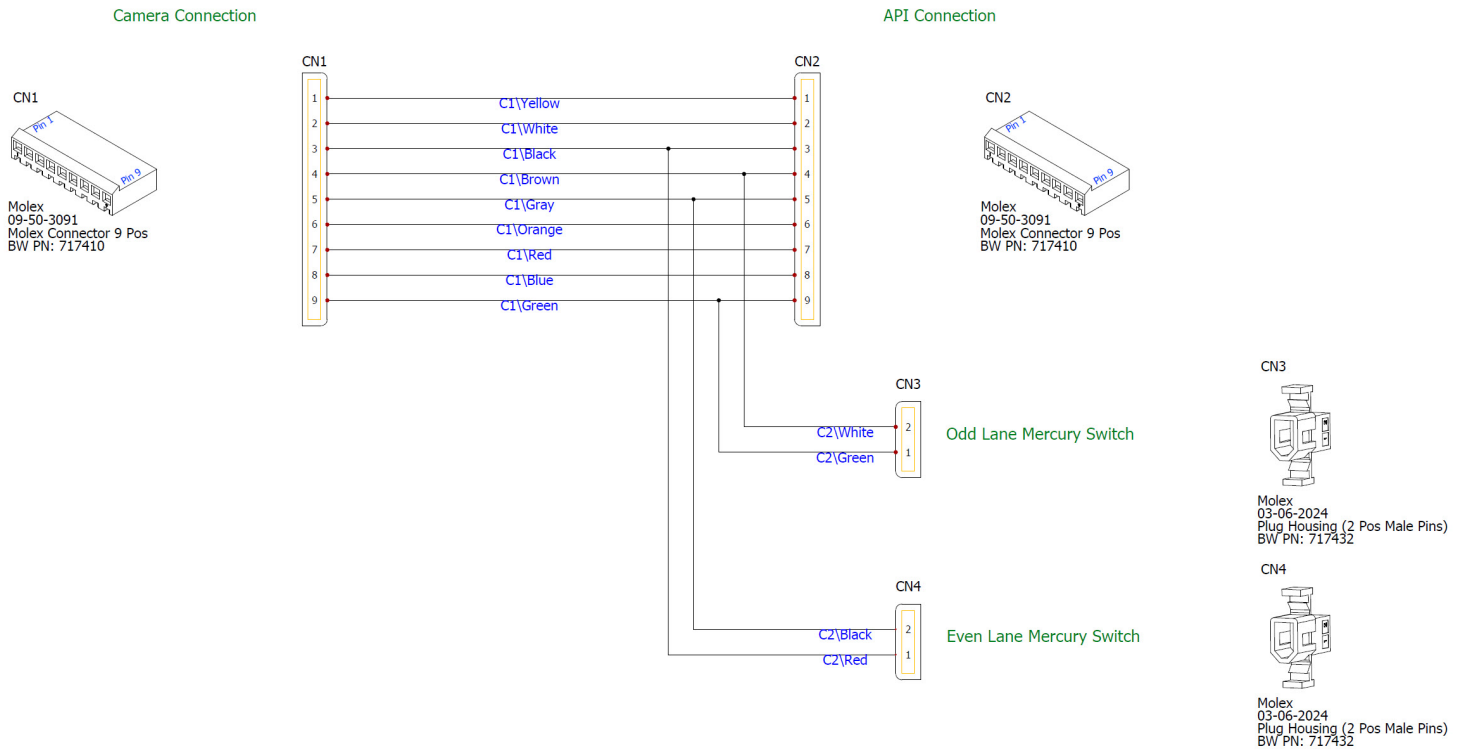 Camera Connection
API Connection
CN1
CN2
CN1
Pin 1
Pin 9
Molex
09-50-3091
Molex Connector 9 Pos
BW PN: 717410
1
2
3
4
5
6
7
8
9
C1\Yellow
C1\White
C1\Black
C1\Brown
C1\Gray
C1\Orange
C1\Red
C1\Blue
C1\Green
1
2
3
4
5
6
7
8
9
CN2
Pin 1
Pin 9
Molex
09-50-3091
Molex Connector 9 Pos
BW PN: 717410
CN3
C2\White
C2\Green
2
1
Odd Lane Mercury Switch
CN3
Molex
03-06-2024
Plug Housing (2 Pos Male Pins)
BW PN: 717432
CN4
C2\Black
C2\Red
2
1
Even Lane Mercury Switch
CN4
Molex
03-06-2024
Plug Housing (2 Pos Male Pins)
BW PN: 717432